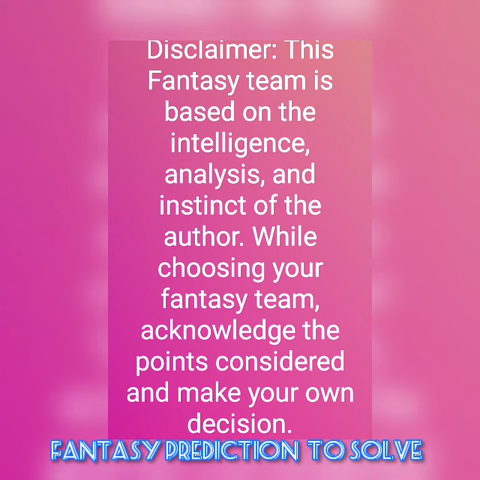 Disclaimer: This
Fantasy team is
based on the
intelligence,
analysis, and
instinct of the
author. While
choosing your
fantasy team,
acknowledge the
points considered
and make your own
decision.
FANTASY PREDICTION TO SOLVE